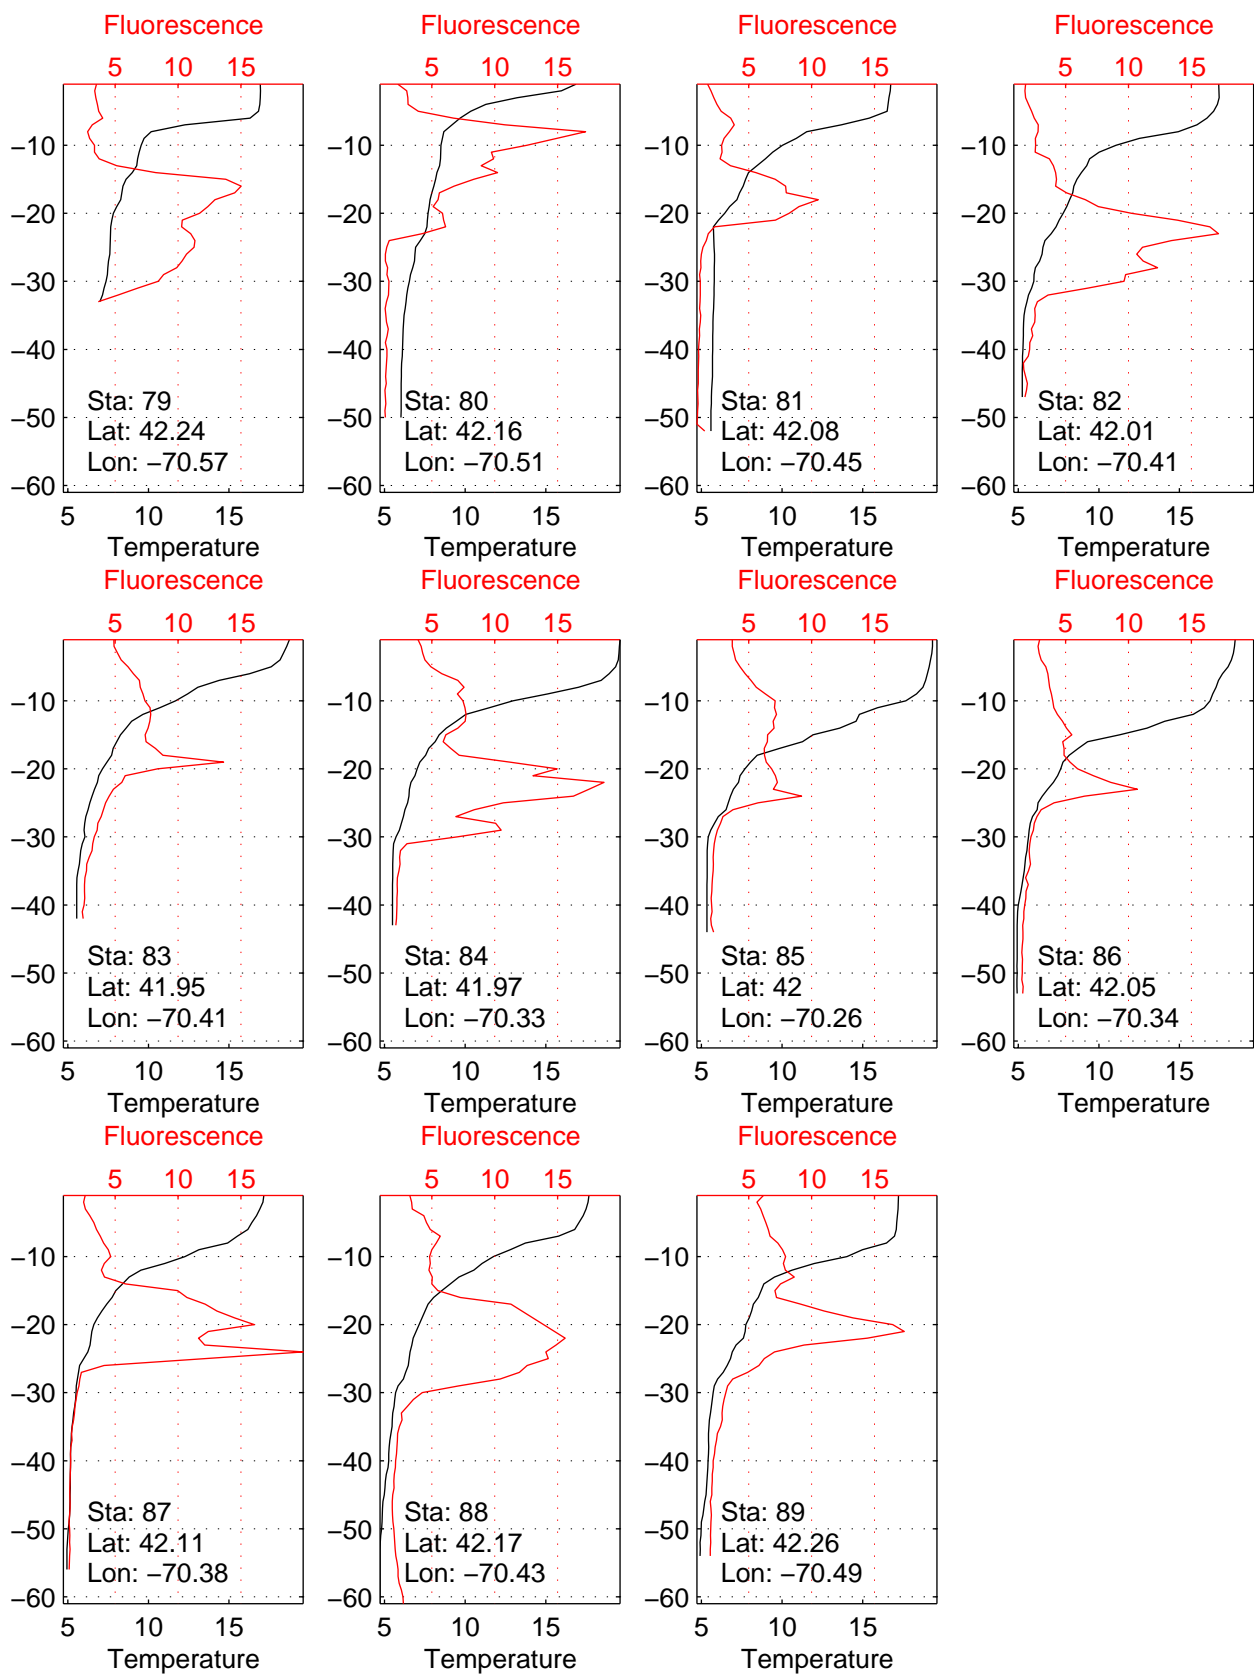 Fluorescence Fluorescence Fluorescence Fluorescence
5 10 15 5 10 15 5 10 15 5 10 15
−10 −10 −10 −10
−20 −20 −20 −20
−30 −30 −30 −30
−40 −40 −40 −40
Sta: 79 Sta: 80 Sta: 81 Sta: 82
−50 −50 −50 −50
Lat: 42.24 Lat: 42.16 Lat: 42.08 Lat: 42.01
Lon: −70.57 Lon: −70.51 Lon: −70.45 Lon: −70.41
−60 −60 −60 −60
5 10 15 5 10 15 5 10 15 5 10 15
Temperature Temperature Temperature Temperature
Fluorescence Fluorescence Fluorescence Fluorescence
5 10 15 5 10 15 5 10 15 5 10 15
−10 −10 −10 −10
−20 −20 −20 −20
−30 −30 −30 −30
−40 −40 −40 −40
Sta: 83 Sta: 84 Sta: 85 Sta: 86
−50 −50 −50 −50
Lat: 41.95 Lat: 41.97 Lat: 42 Lat: 42.05
Lon: −70.41 Lon: −70.33 Lon: −70.26 Lon: −70.34
−60 −60 −60 −60
5 10 15 5 10 15 5 10 15 5 10 15
Temperature Temperature Temperature Temperature
Fluorescence Fluorescence Fluorescence
5 10 15 5 10 15 5 10 15
−10 −10 −10
−20 −20 −20
−30 −30 −30
−40 −40 −40
Sta: 87 Sta: 88 Sta: 89
−50 −50 −50
Lat: 42.11 Lat: 42.17 Lat: 42.26
Lon: −70.38 Lon: −70.43 Lon: −70.49
−60 −60 −60
5 10 15 5 10 15 5 10 15
Temperature Temperature Temperature